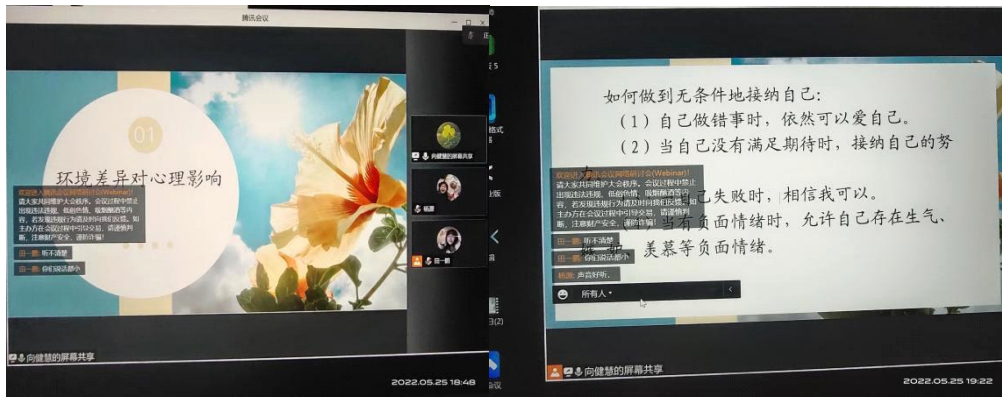 腾讯会议
01
环境差异对心理影响
欢迎进入腾讯会议网络研讨会(Webinar)!
请大家共同维护大会秩序。会议过程中禁止
出现违法违规、低俗色情、吸烟酗酒等内
容,若发现违规行为请及时向我们反馈。如
主办方在会议过程中引导交易,请谨慎判
断,注意财产安全,谨防诈骗!
田一鹏: 听不清楚
田一鹏: 你们说话都小
向健慧的屏幕共享
杨潇
田一鹏
向健慧的屏幕共享
2022.05.25 18:48
如何做到无条件地接纳自己:
(1)自己做错事时,依然可以爱自己。
(2)当自己没有满足期待时,接纳自己的努
己失败时,相信我可以。
当有负面情绪时,允许自己存在生气、
羡慕等负面情绪。
欢迎进入腾讯会议网络研讨会(Webinar)!
请大家共同维护大会秩序。会议过程中禁止
出现违法违规、低俗色情、吸烟酗酒等内
容,若发现违规行为请及时向我们反馈。如
主办方在会议过程中引导交易,请谨慎判
断,注意财产安全,谨防诈骗!
田一鹏: 听不清楚
田一鹏: 你们说话都小
杨潇: 声音好听。
所有人
向健慧的屏幕共享
2022.05.25 19:22